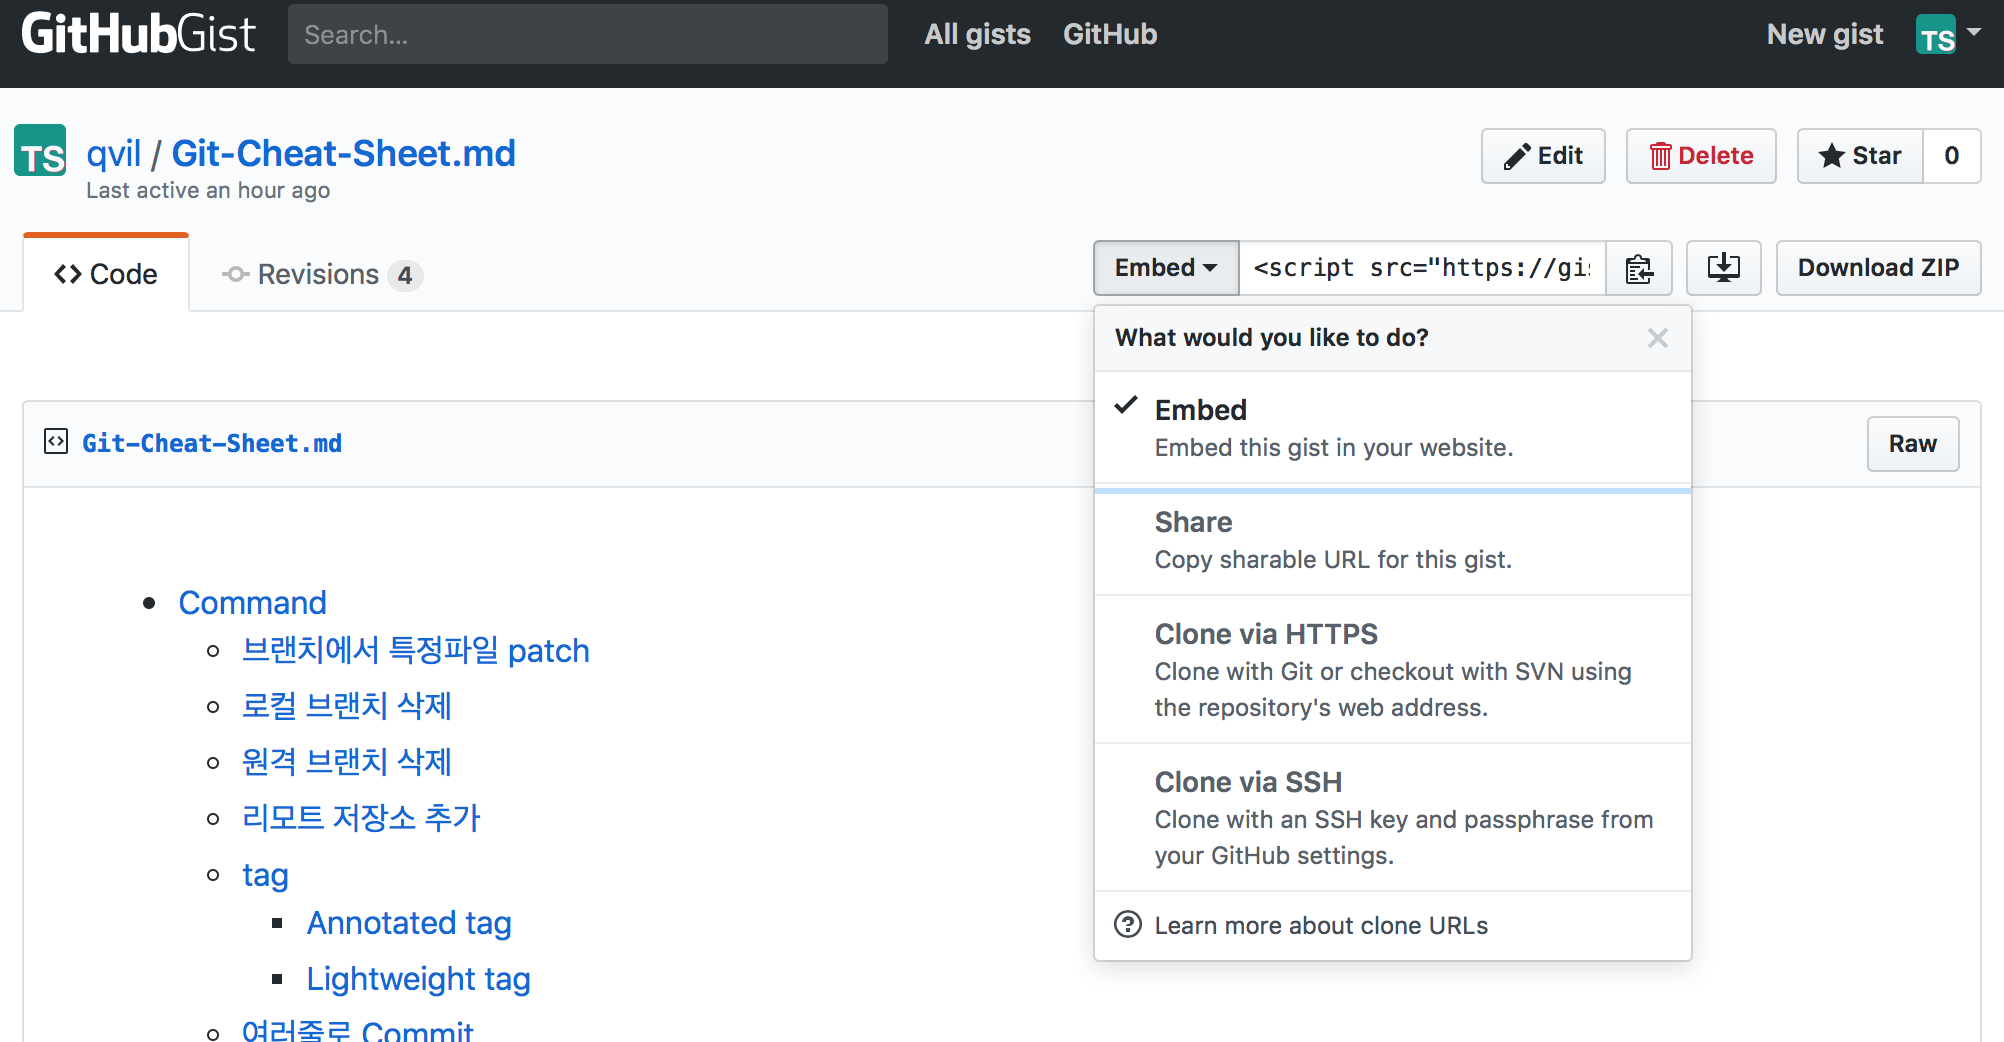 GitHubGist Search... All gists GitHub New gist TS
TS qvil / Git-Cheat-Sheet.md Edit Delete Star 0
Last active an hour ago
Code Revisions 4 Embed <script src="https://gis Download ZIP
What would you like to do?
Embed
Embed this gist in your website.
Git-Cheat-Sheet.md Raw
Share
Copy sharable URL for this gist.
Clone via HTTPS
Clone with Git or checkout with SVN using
the repository's web address.
Clone via SSH
Clone with an SSH key and passphrase from
your GitHub settings.
Learn more about clone URLs
Command
브랜치에서 특정파일 patch
로컬 브랜치 삭제
원격 브랜치 삭제
리모트 저장소 추가
tag
Annotated tag
Lightweight tag
여러줄로 Commit